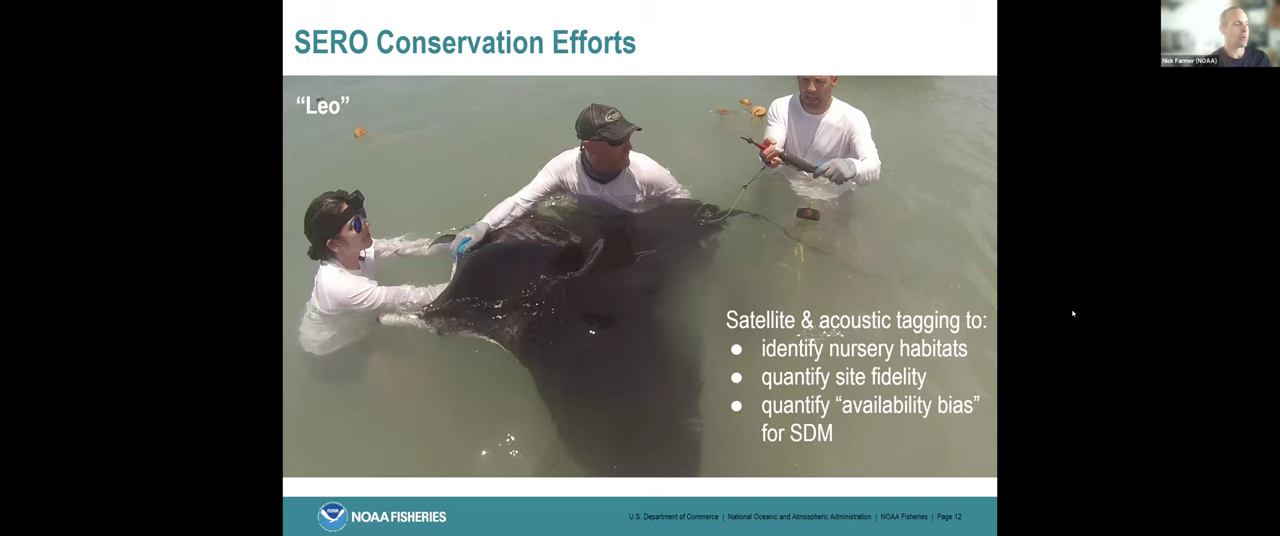 SERO Conservation Efforts
Nick Farmer (NOAA)
“Leo”
Satellite & acoustic tagging to:
● identify nursery habitats
● quantify site fidelity
● quantify “availability bias”
for SDM
NOAA FISHERIES
U.S. Department of Commerce | National Oceanic and Atmospheric Administration | NOAA Fisheries | Page 12